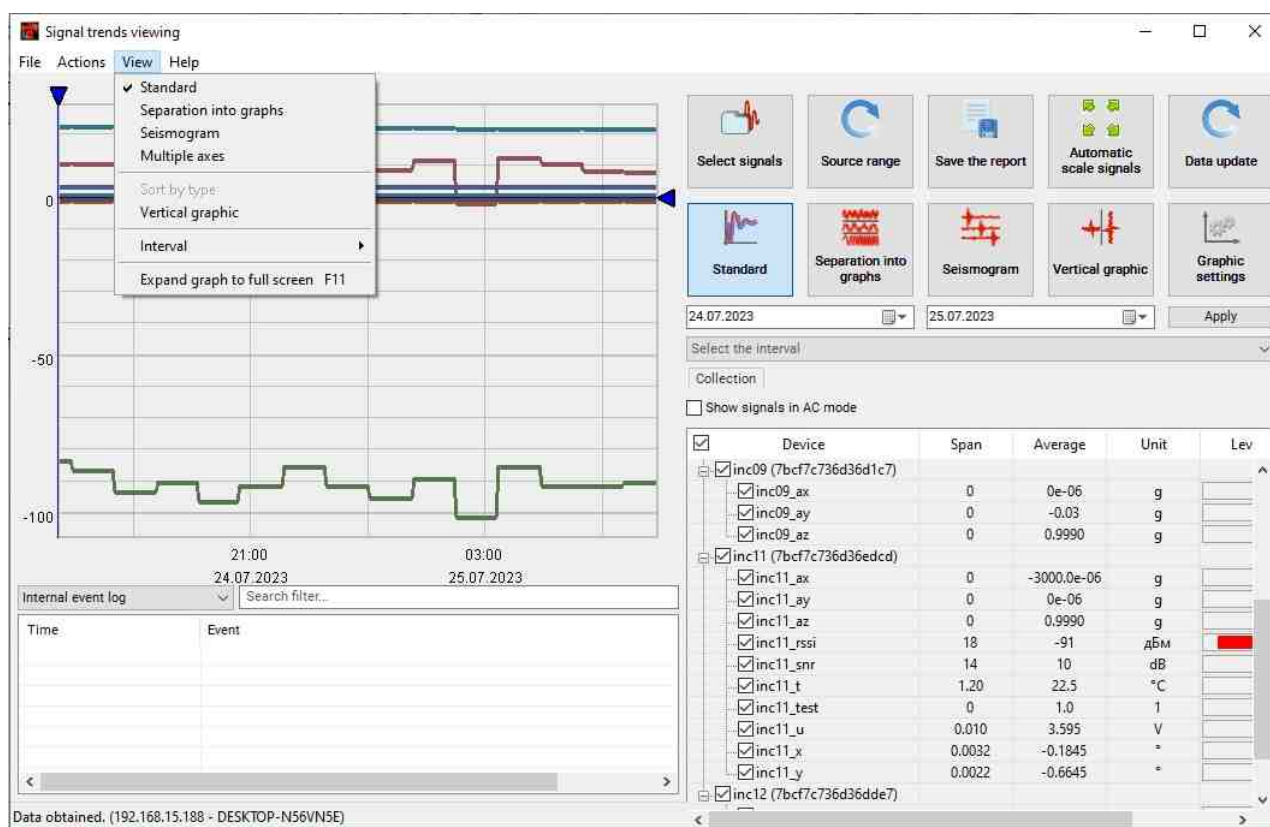 Signal trends viewing
File Actions View Help
Standard
Separation into graphs
Seismogram
Multiple axes
Sort by type
Vertical graphic
Interval
Expand graph to full screen F11
0
-50
-100
21:00
24.07.2023
03:00
25.07.2023
Select signals
Source range
Save the report
Automatic
scale signals
Data update
Standard
Separation into
graphs
Seismogram
Vertical graphic
Graphic
settings
24.07.2023
25.07.2023
Apply
Select the interval
Collection
Show signals in AC mode
Device Span Average Unit Lev
inc09 (7bcf7c736d36d1c7)
inc09_ax 0 0e-06 g
inc09_ay 0 -0.03 g
inc09_az 0 0.9990 g
inc11 (7bcf7c736d36edcd)
inc11_ax 0 -3000.0e-06 g
inc11_ay 0 0e-06 g
inc11_az 0 0.9990 g
inc11_rssi 18 -91 дБм
inc11_snr 14 10 dB
inc11_t 1.20 22.5 °C
inc11_test 0 1.0 1
inc11_u 0.010 3.595 V
inc11_x 0.0032 -0.1845 °
inc11_y 0.0022 -0.6645 °
inc12 (7bcf7c736d36dde7)
Internal event log
Search filter...
Time Event
Data obtained. (192.168.15.188 - DESKTOP-N56VN5E)